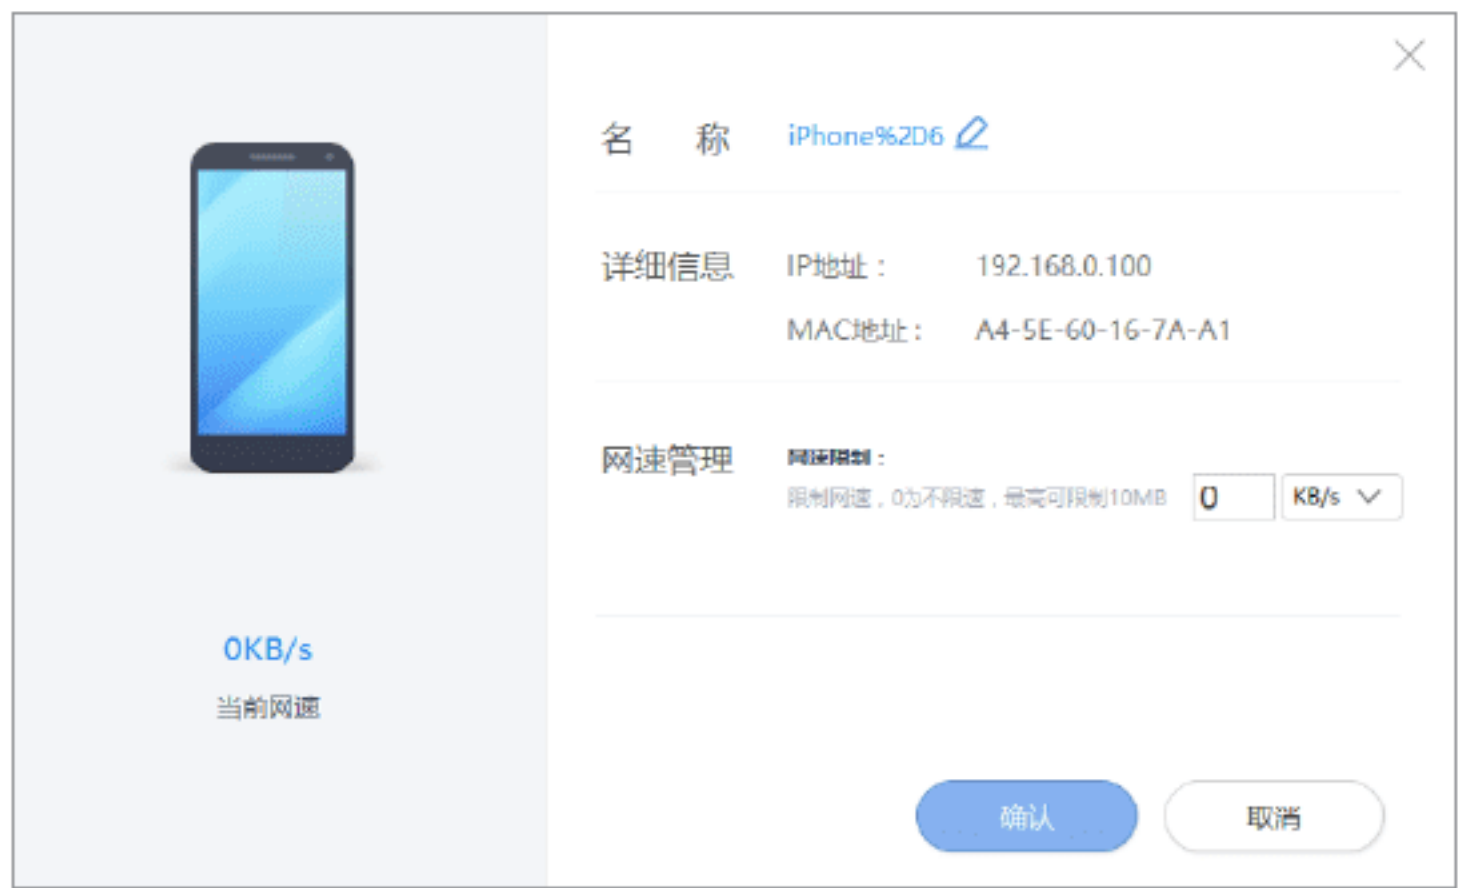 名 称 iPhone%2D6
详细信息 IP地址： 192.168.0.100
MAC地址： A4-5E-60-16-7A-A1
网速管理 网速限制：
限制网速，0为不限速，最高可限制10MB 0 KB/s
0KB/s
当前网速
确认 取消